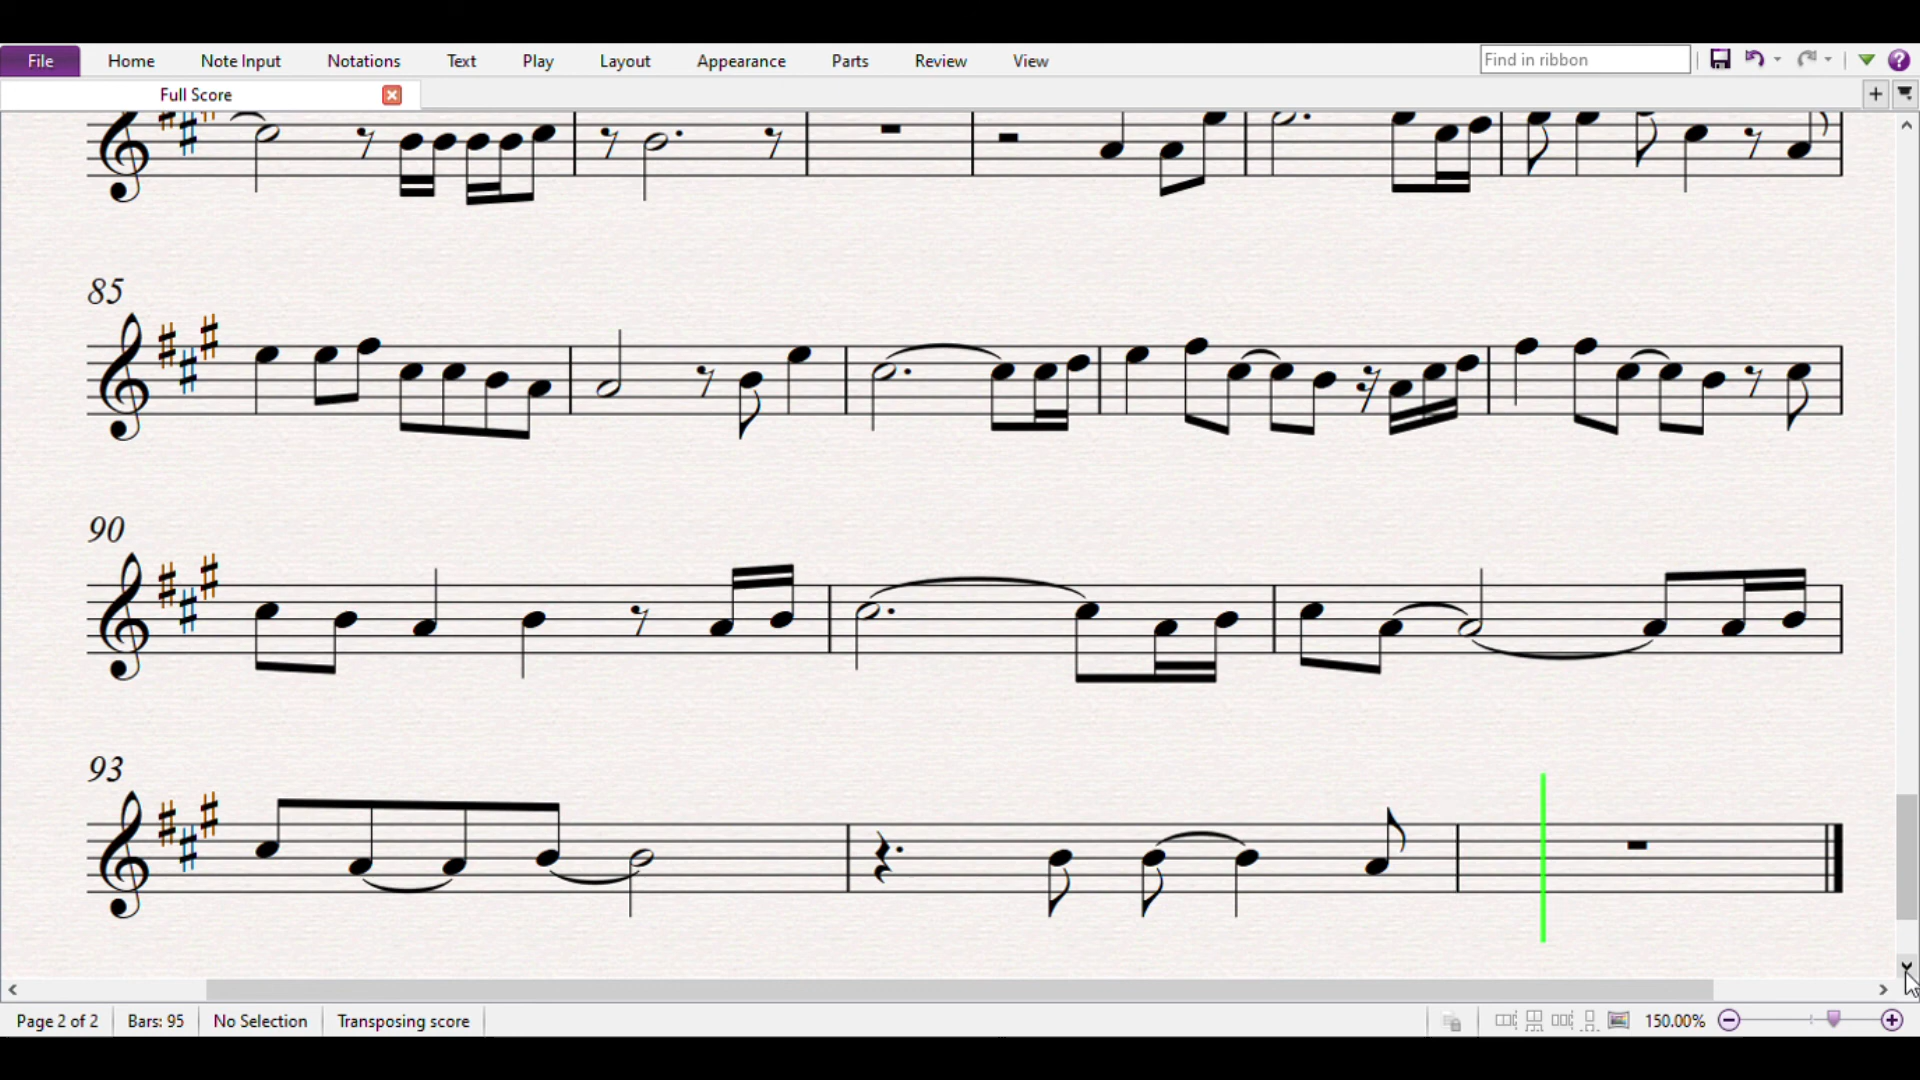 File Home Note Input Notations Text Play Layout Appearance Parts Review View Find in ribbon
Full Score
85
90
93
Page 2 of 2 Bars: 95 No Selection Transposing score 150.00%